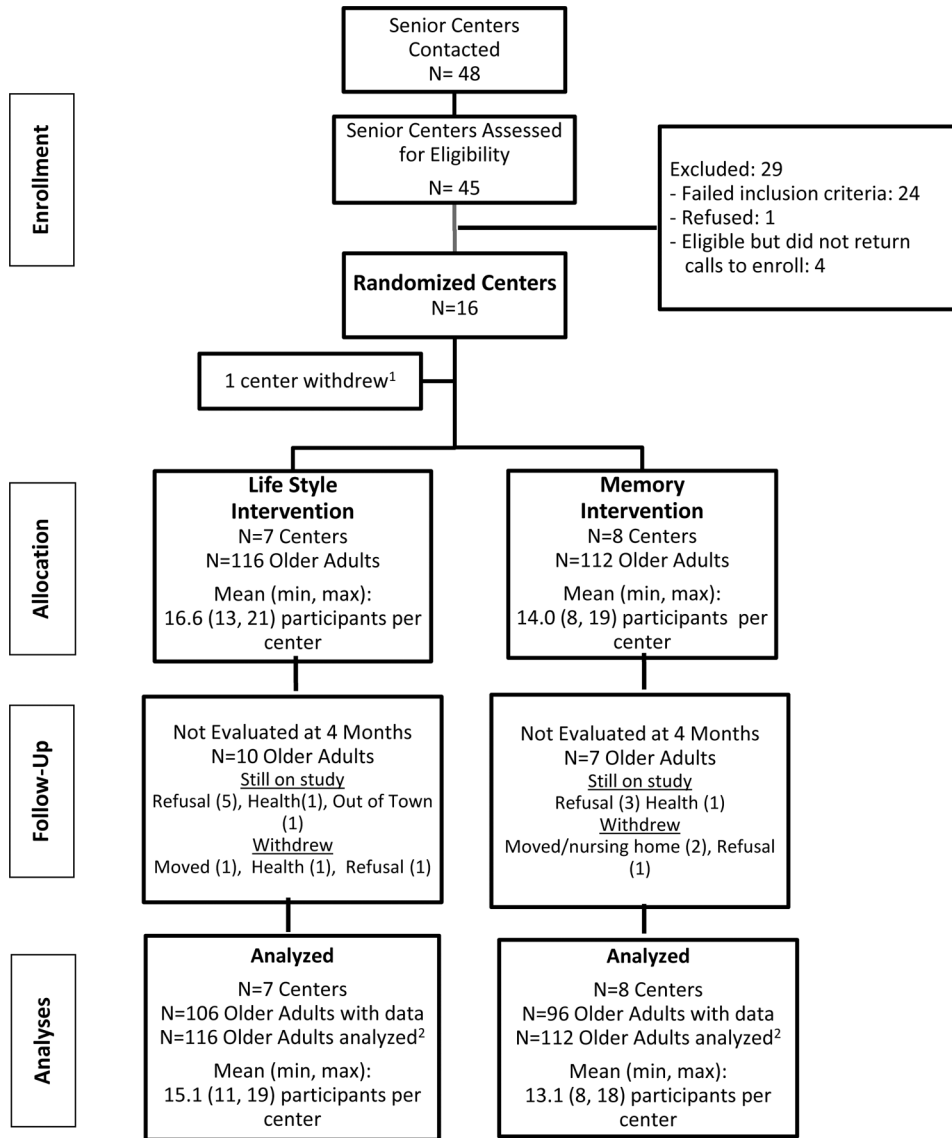 Senior Centers
Contacted
N= 48
Enrollment
Senior Centers Assessed
for Eligibility
N= 45
Excluded: 29
- Failed inclusion criteria: 24
- Refused: 1
- Eligible but did not return
calls to enroll: 4
Randomized Centers
N=16
1 center withdrew¹
Allocation
Life Style
Intervention
N=7 Centers
N=116 Older Adults
Mean (min, max):
16.6 (13, 21) participants per
center
Memory
Intervention
N=8 Centers
N=112 Older Adults
Mean (min, max):
14.0 (8, 19) participants per
center
Follow-Up
Not Evaluated at 4 Months
N=10 Older Adults
Still on study
Refusal (5), Health(1), Out of Town
(1)
Withdrew
Moved (1), Health (1), Refusal (1)
Not Evaluated at 4 Months
N=7 Older Adults
Still on study
Refusal (3) Health (1)
Withdrew
Moved/nursing home (2), Refusal
(1)
Analyses
Analyzed
N=7 Centers
N=106 Older Adults with data
N=116 Older Adults analyzed²
Mean (min, max):
15.1 (11, 19) participants per
center
Analyzed
N=8 Centers
N=96 Older Adults with data
N=112 Older Adults analyzed²
Mean (min, max):
13.1 (8, 18) participants per
center